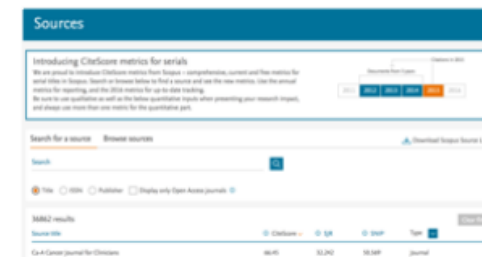 Sources
Introducing CiteScore metrics for serials
We are proud to introduce CiteScore metrics from Scopus – comprehensive, current and free metrics for
serial titles in Scopus. Search or browse below to find a source and see the new metrics. Use the annual
metrics for reporting, and the 2016 metrics for up-to-date tracking.
Be sure to use qualitative as well as the below quantitative inputs when presenting your research impact,
and always use more than one metric for the quantitative part.
Citations in 2015
Documents from 3 years
2012 2013 2014 2015
Search for a source Browse sources
Download Scopus Source
Search
Title ISSN Publisher Display only Open Access journals
36862 results
Source title CiteScore SJR SNIP Type
Ca-A Cancer Journal for Clinicians 66.45 32.242 Journal